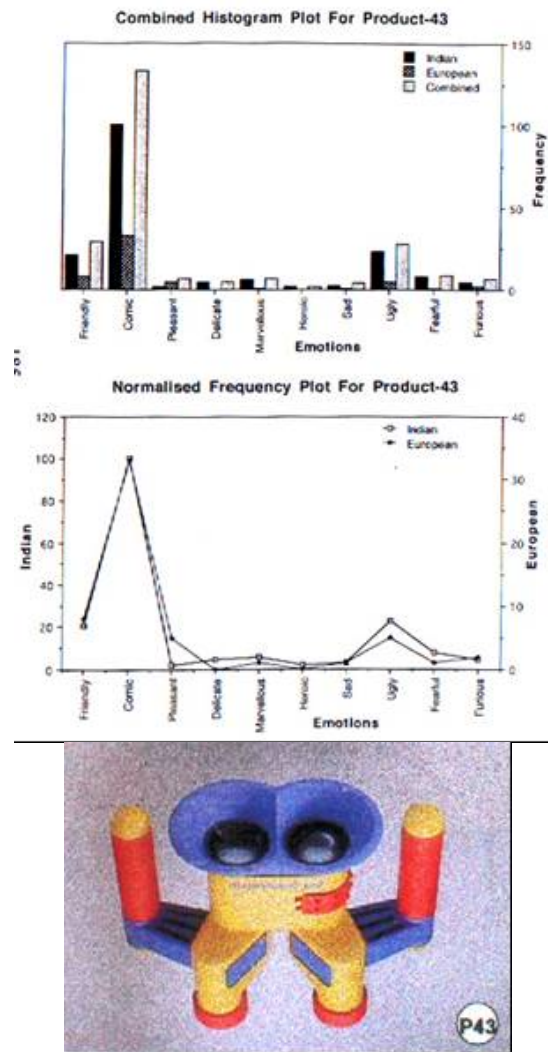 Combined Histogram Plot For Product-43
150
100
50
0
Frequency
Indian
European
Combined
Friendly
Comic
Pleasant
Delicate
Marvellous
Heroic
Sad
Ugly
Fearful
Furious
Emotions
Normalised Frequency Plot For Product-43
120
100
80
60
40
20
0
Indian
Indian
European
40
30
20
10
0
European
Friendly
Comic
Pleasant
Delicate
Marvellous
Heroic
Sad
Ugly
Fearful
Furious
Emotions
P43